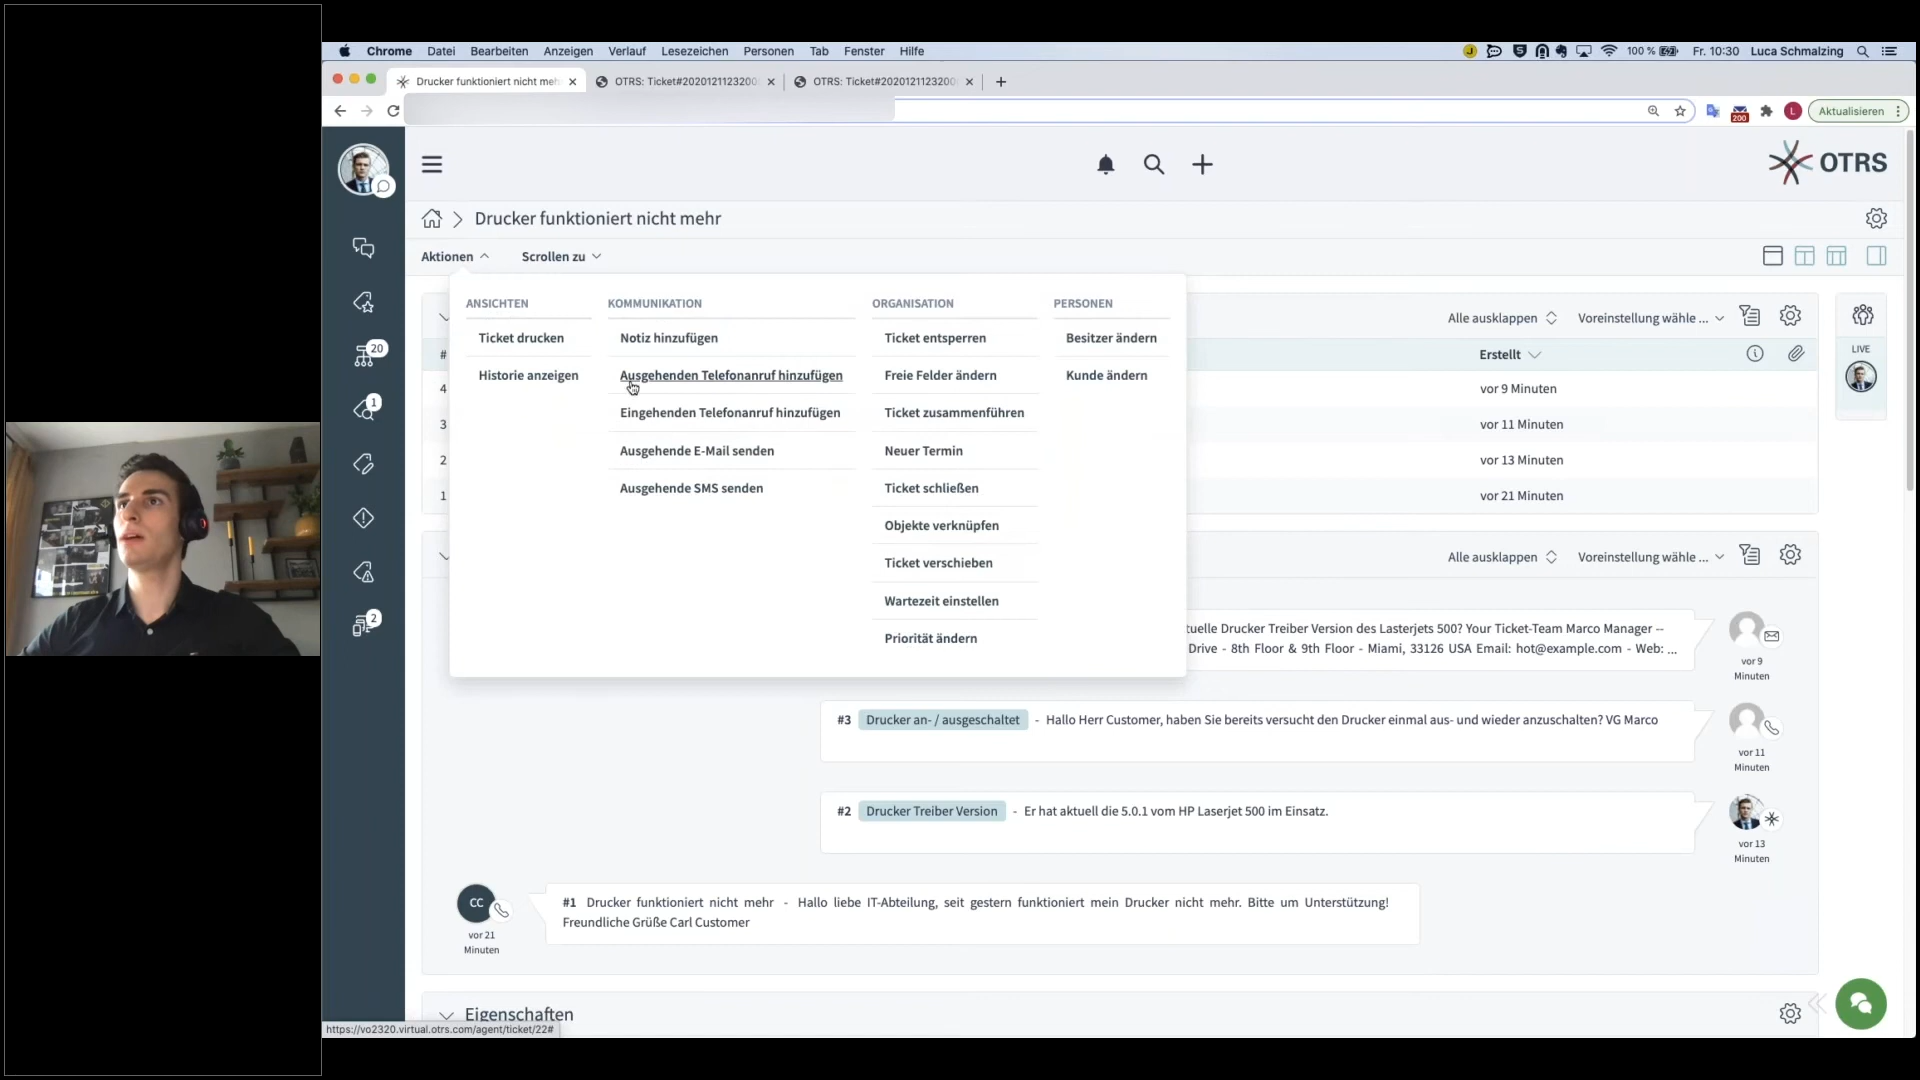 Chrome Datei Bearbeiten Anzeigen Verlauf Lesezeichen Personen Tab Fenster Hilfe 100 % Fr. 10:30 Luca Schmalzing
Drucker funktioniert nicht meh OTRS: Ticket#2020121123200 OTRS: Ticket#2020121123200
200 L Aktualisieren
OTRS
Drucker funktioniert nicht mehr
Aktionen Scrollen zu
ANSICHTEN KOMMUNIKATION ORGANISATION PERSONEN
Ticket drucken
Historie anzeigen
Notiz hinzufügen
Ausgehenden Telefonanruf hinzufügen
Eingehenden Telefonanruf hinzufügen
Ausgehende E-Mail senden
Ausgehende SMS senden
Ticket entsperren
Freie Felder ändern
Ticket zusammenführen
Neuer Termin
Ticket schließen
Objekte verknüpfen
Ticket verschieben
Wartezeit einstellen
Priorität ändern
Besitzer ändern
Kunde ändern
20
1
2
Alle ausklappen Voreinstellung wähle ...
# Erstellt
4 vor 9 Minuten
3 vor 11 Minuten
2 vor 13 Minuten
1 vor 21 Minuten
LIVE
Alle ausklappen Voreinstellung wähle ...
tuelle Drucker Treiber Version des Lasterjets 500? Your Ticket-Team Marco Manager --
Drive - 8th Floor & 9th Floor - Miami, 33126 USA Email: hot@example.com - Web: ...
vor 9
Minuten
#3 Drucker an- / ausgeschaltet - Hallo Herr Customer, haben Sie bereits versucht den Drucker einmal aus- und wieder anzuschalten? VG Marco
vor 11
Minuten
#2 Drucker Treiber Version - Er hat aktuell die 5.0.1 vom HP Laserjet 500 im Einsatz.
vor 13
Minuten
CC
vor 21
Minuten
#1 Drucker funktioniert nicht mehr - Hallo liebe IT-Abteilung, seit gestern funktioniert mein Drucker nicht mehr. Bitte um Unterstützung!
Freundliche Grüße Carl Customer
Eigenschaften
https://vo2320.virtual.otrs.com/agent/ticket/22#